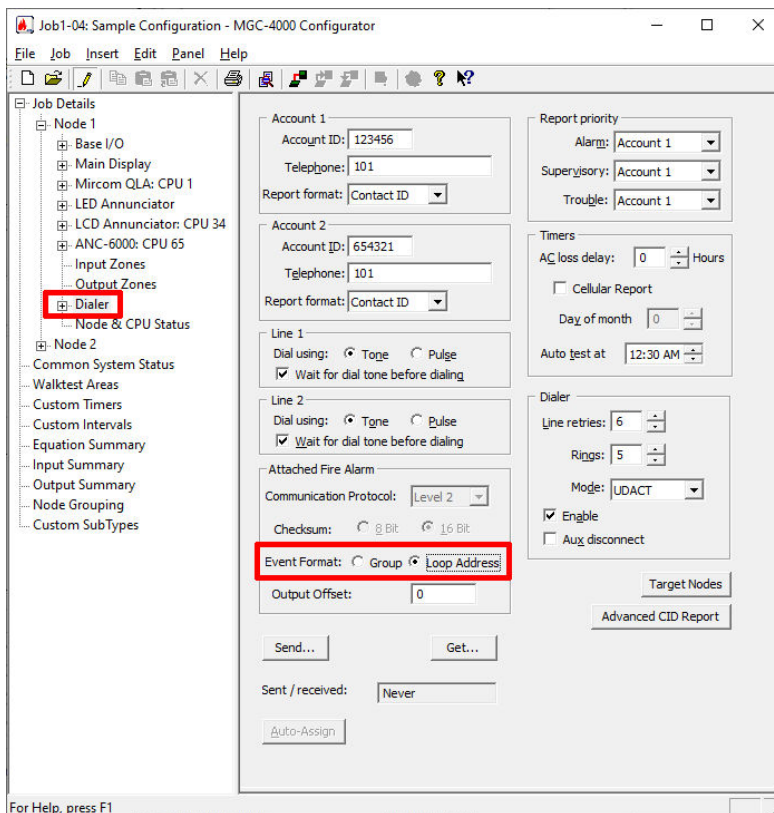 Job1-04: Sample Configuration - MGC-4000 Configurator
File Job Insert Edit Panel Help
Job Details
Node 1
Base I/O
Main Display
Mircom QLA: CPU 1
LED Annunciator
LCD Annunciator: CPU 34
ANC-6000: CPU 65
Input Zones
Output Zones
Dialer
Node & CPU Status
Node 2
Common System Status
Walktest Areas
Custom Timers
Custom Intervals
Equation Summary
Input Summary
Output Summary
Node Grouping
Custom SubTypes
Account 1
Account ID: 123456
Telephone: 101
Report format: Contact ID
Account 2
Account ID: 654321
Telephone: 101
Report format: Contact ID
Line 1
Dial using: Tone Pulse
Wait for dial tone before dialing
Line 2
Dial using: Tone Pulse
Wait for dial tone before dialing
Attached Fire Alarm
Communication Protocol: Level 2
Checksum: 8 Bit 16 Bit
Event Format: Group Loop Address
Output Offset: 0
Send... Get...
Sent / received: Never
Auto-Assign
Report priority
Alarm: Account 1
Supervisory: Account 1
Trouble: Account 1
Timers
AC loss delay: 0 Hours
Cellular Report
Day of month 0
Auto test at 12:30 AM
Dialer
Line retries: 6
Rings: 5
Mode: UDACT
Enable
Aux disconnect
Target Nodes
Advanced CID Report
For Help, press F1